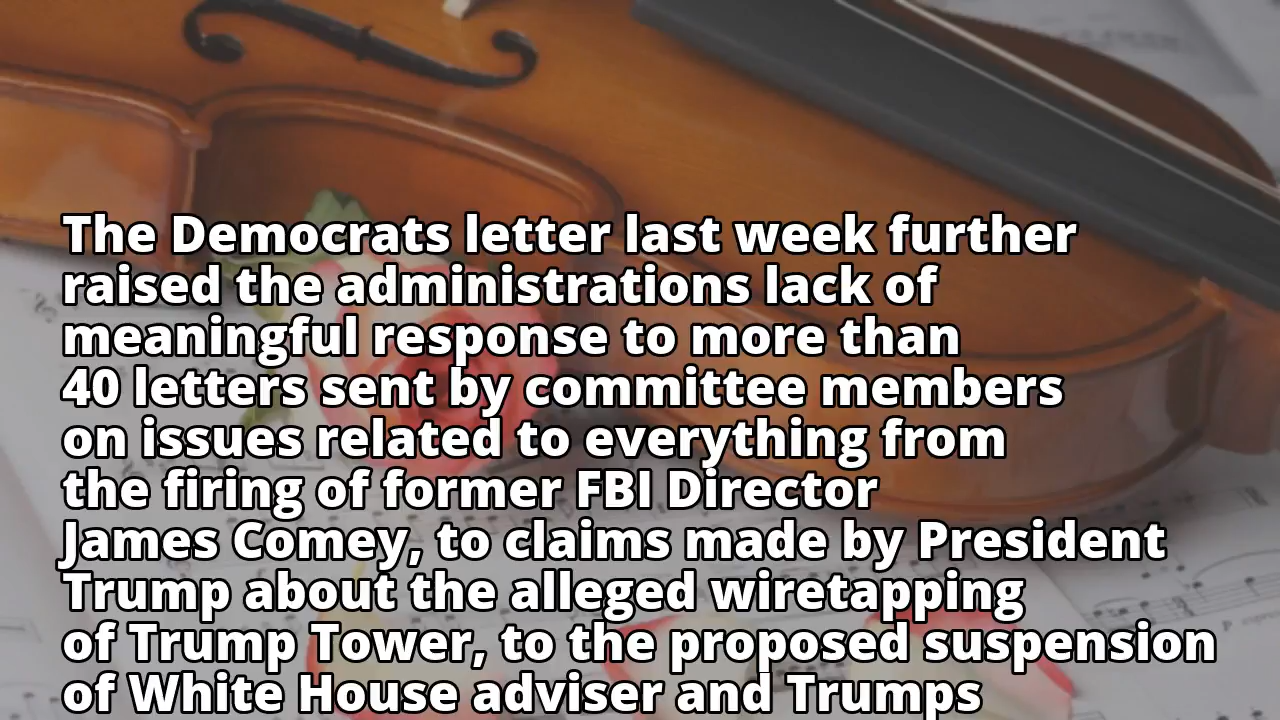 The Democrats letter last week further
raised the administrations lack of
meaningful response to more than
40 letters sent by committee members
on issues related to everything from
the firing of former FBI Director
James Comey, to claims made by President
Trump about the alleged wiretapping
of Trump Tower, to the proposed suspension
of White House adviser and Trumps